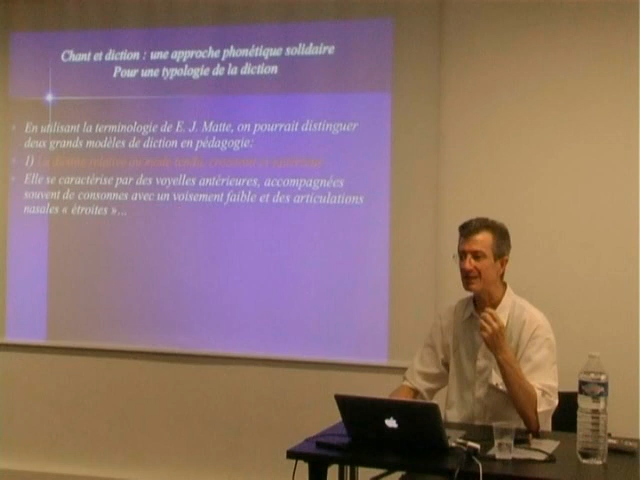 Chant et diction : une approche phonétique solidaire
Pour une typologie de la diction
En utilisant la terminologie de E. J. Matte, on pourrait distinguer
deux grands modèles de diction en pédagogie:
1)
Elle se caractérise par des voyelles antérieures, accompagnées
souvent de consonnes avec un voisement faible et des articulations
nasales « étroites »...